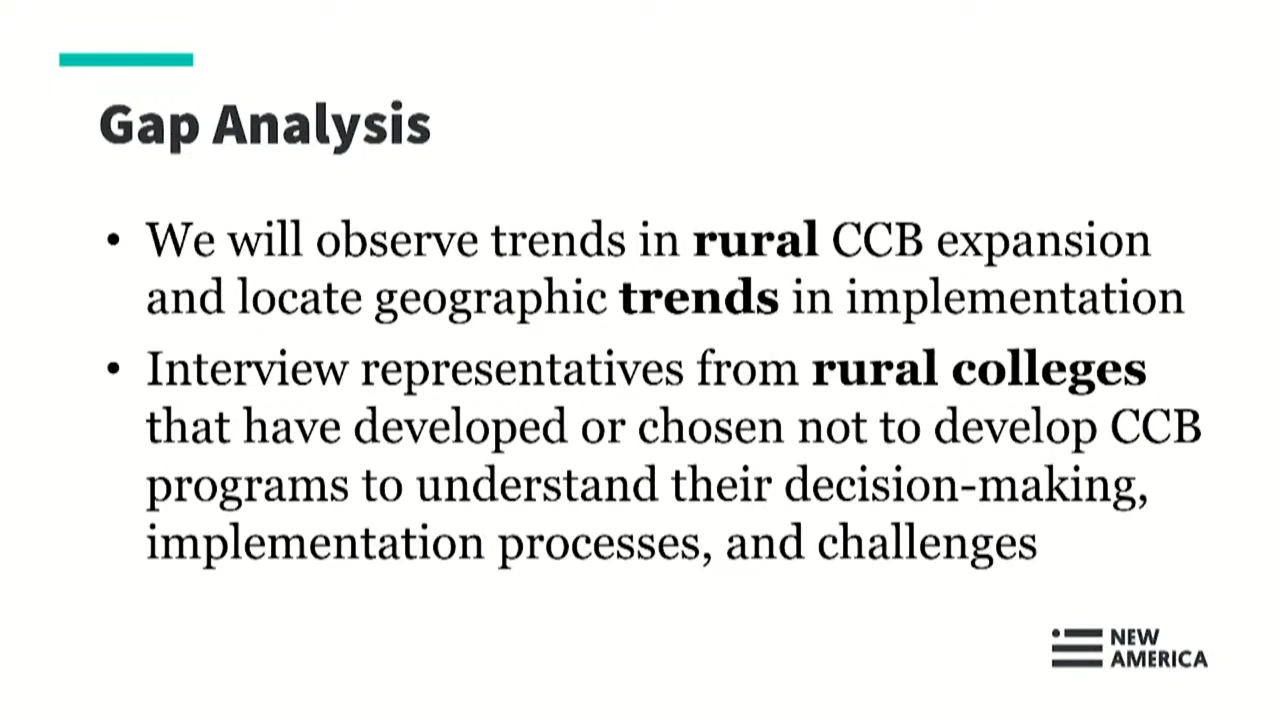 Gap Analysis
• We will observe trends in rural CCB expansion
and locate geographic trends in implementation
• Interview representatives from rural colleges
that have developed or chosen not to develop CCB
programs to understand their decision-making,
implementation processes, and challenges
NEW
AMERICA